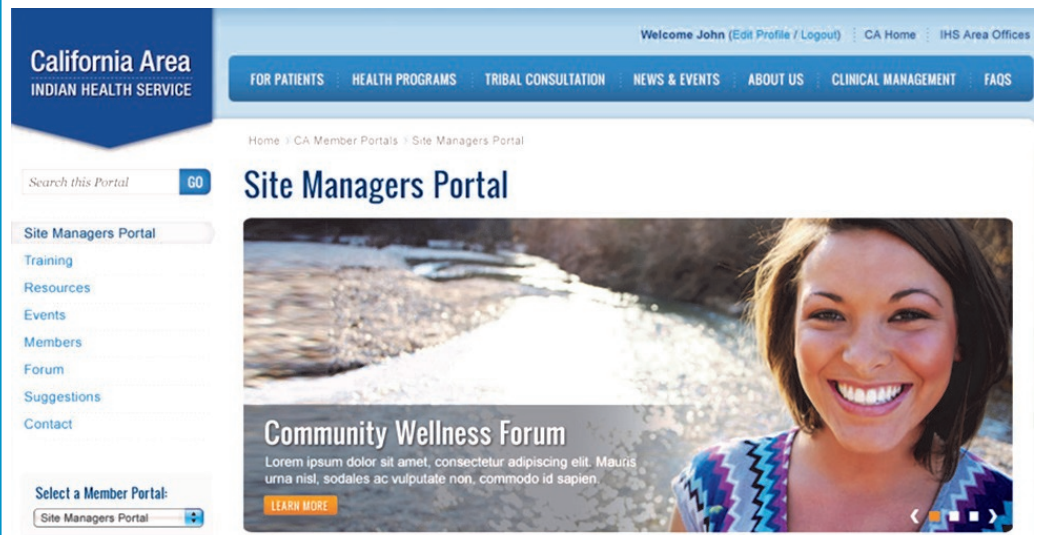 Welcome John (Edit Profile / Logout) CA Home IHS Area Offices
California Area
INDIAN HEALTH SERVICE
FOR PATIENTS HEALTH PROGRAMS TRIBAL CONSULTATION NEWS & EVENTS ABOUT US CLINICAL MANAGEMENT FAQS
Home › CA Member Portals › Site Managers Portal
Search this Portal GO
Site Managers Portal
Site Managers Portal
Training
Resources
Events
Members
Forum
Suggestions
Contact
Select a Member Portal:
Site Managers Portal
Community Wellness Forum
Lorem ipsum dolor sit amet, consectetur adipiscing elit. Mauris
urna nisl, sodales ac vulputate non, commodo id sapien.
LEARN MORE